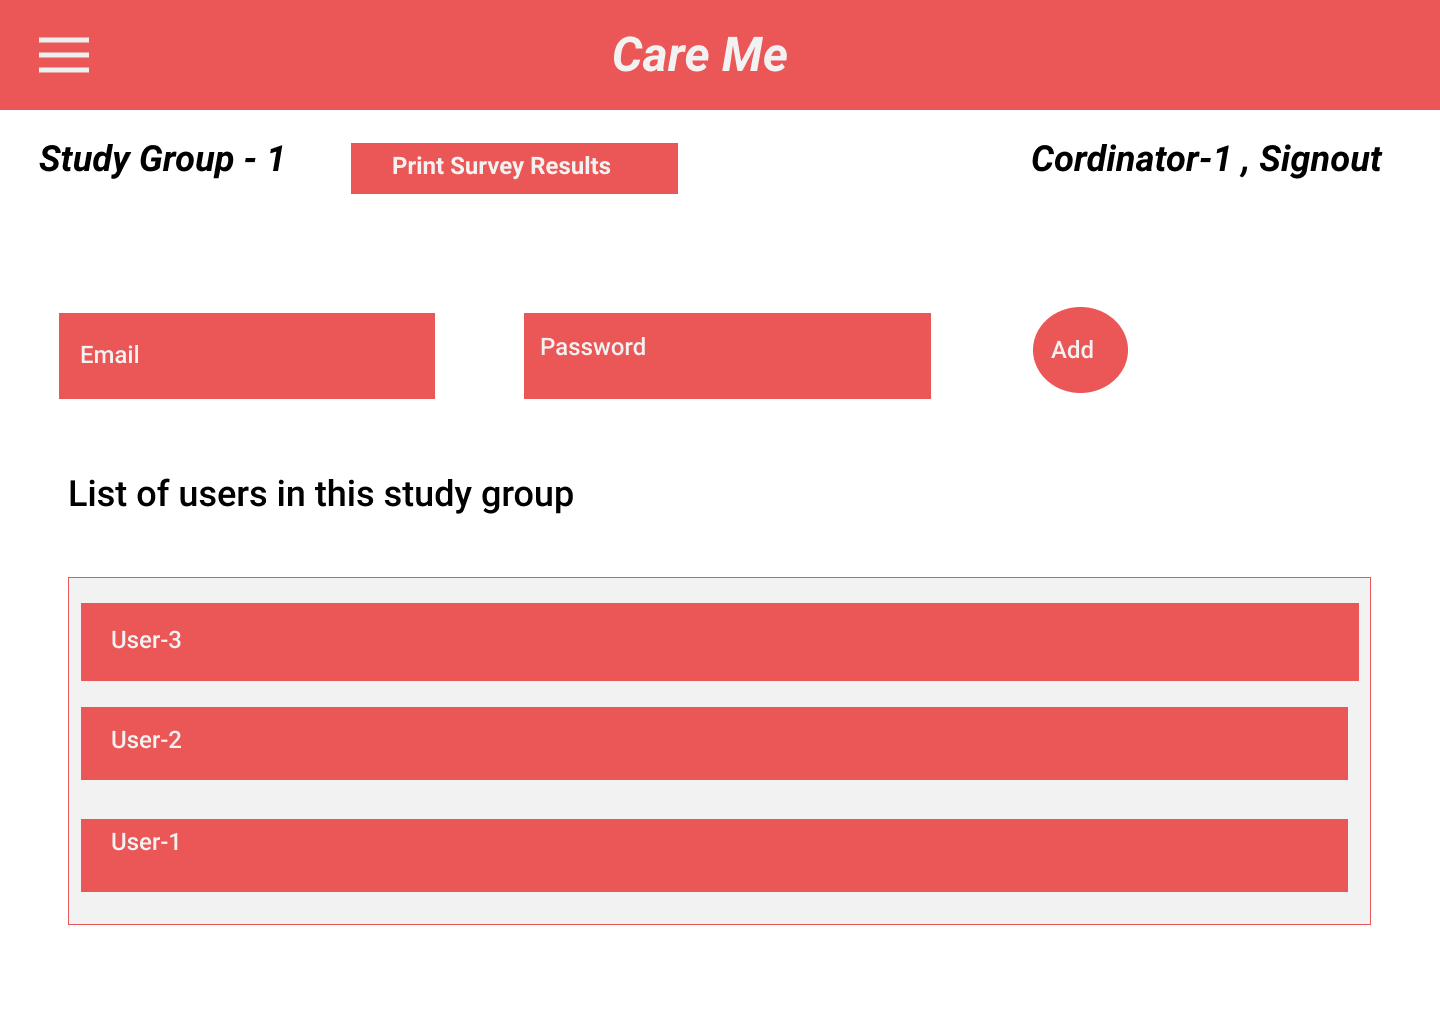 Care Me
Study Group - 1
Print Survey Results
Cordinator-1 , Signout
Email
Password
Add
List of users in this study group
User-3
User-2
User-1